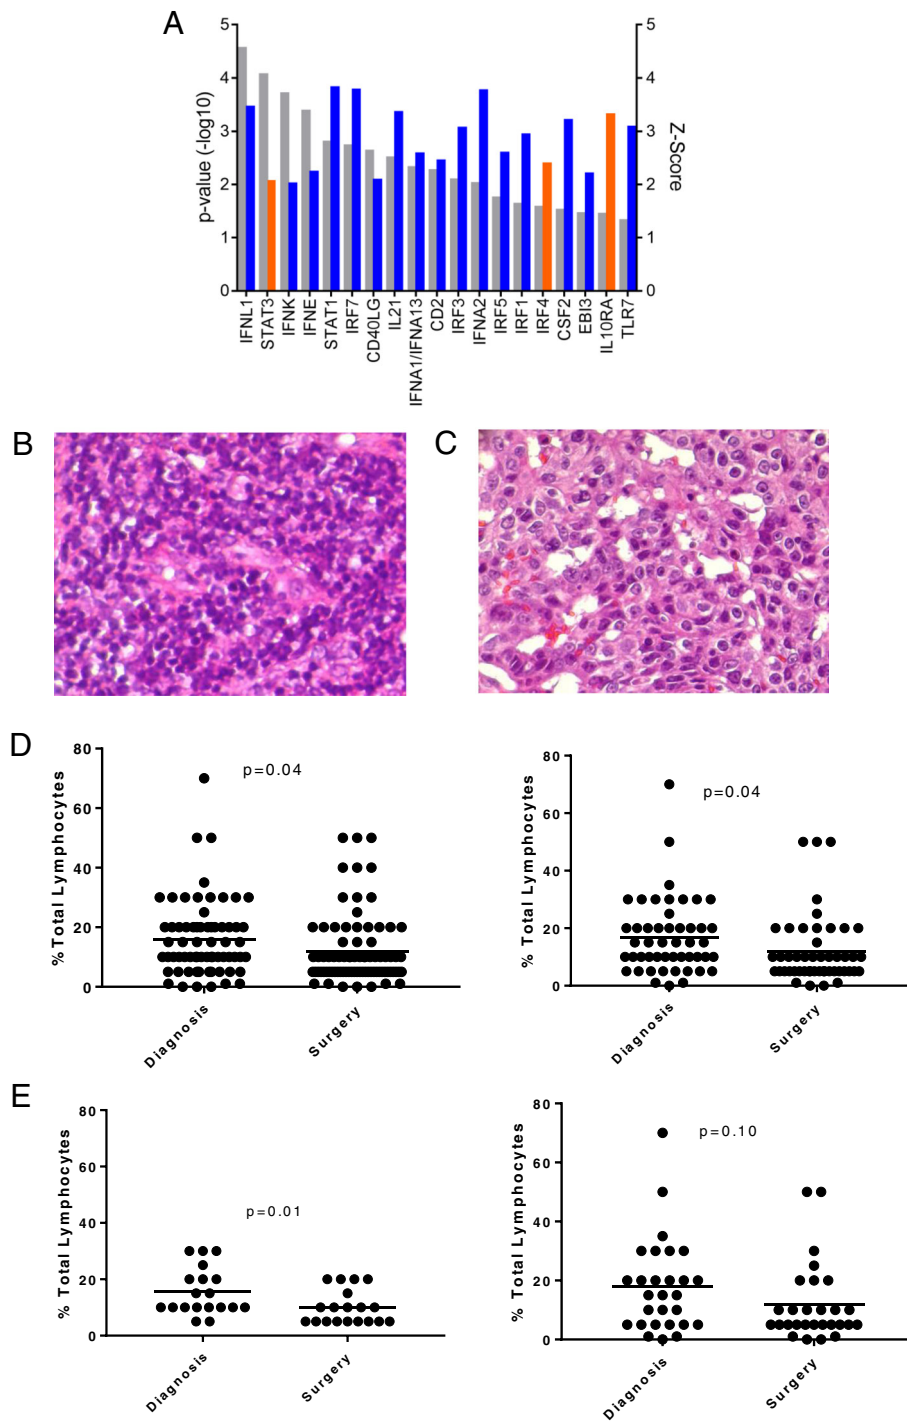 A
5
4
3
2
1
0
p-value (-log10)
5
4
3
2
1
0
Z-Score
IFNL1
STAT3
IFNK
IFNE
STAT1
IRF7
CD40LG
IL21
IFNA1/IFNA13
CD2
IRF3
IFNA2
IRF5
IRF1
IRF4
CSF2
EBI3
IL10RA
TLR7
B
C
D
80
60
40
20
0
% Total Lymphocytes
p=0.04
Diagnosis
Surgery
80
60
40
20
0
% Total Lymphocytes
p=0.04
Diagnosis
Surgery
E
80
60
40
20
0
% Total Lymphocytes
p=0.01
Diagnosis
Surgery
80
60
40
20
0
% Total Lymphocytes
p=0.10
Diagnosis
Surgery